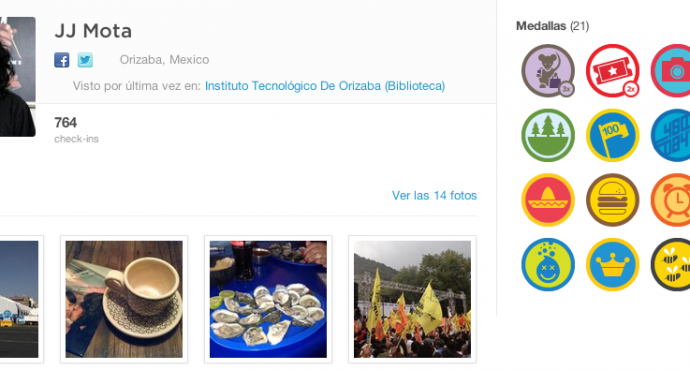 JJ Mota
Orizaba, Mexico
Visto por última vez en: Instituto Tecnológico De Orizaba (Biblioteca)
764
check-ins
Ver las 14 fotos
Medallas (21)
3x
2x
100